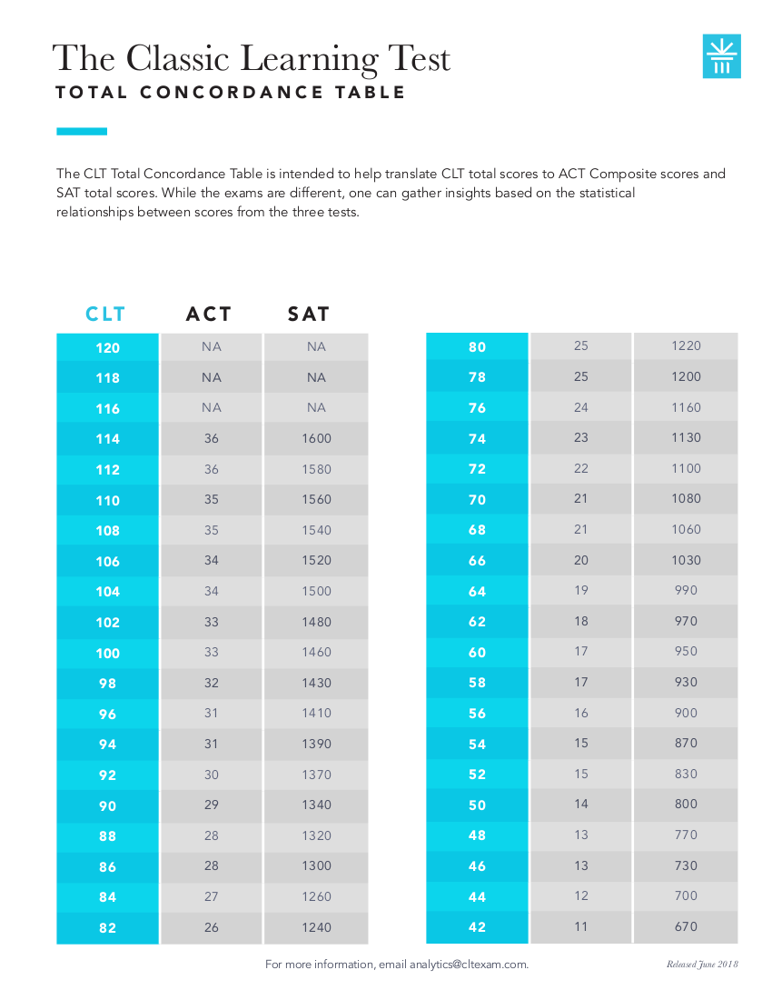 The Classic Learning Test
TOTAL CONCORDANCE TABLE
The CLT Total Concordance Table is intended to help translate CLT total scores to ACT Composite scores and
SAT total scores. While the exams are different, one can gather insights based on the statistical
relationships between scores from the three tests.
CLT ACT SAT
120 NA NA
118 NA NA
116 NA NA
114 36 1600
112 36 1580
110 35 1560
108 35 1540
106 34 1520
104 34 1500
102 33 1480
100 33 1460
98 32 1430
96 31 1410
94 31 1390
92 30 1370
90 29 1340
88 28 1320
86 28 1300
84 27 1260
82 26 1240
80 25 1220
78 25 1200
76 24 1160
74 23 1130
72 22 1100
70 21 1080
68 21 1060
66 20 1030
64 19 990
62 18 970
60 17 950
58 17 930
56 16 900
54 15 870
52 15 830
50 14 800
48 13 770
46 13 730
44 12 700
42 11 670
For more information, email analytics@cltexam.com.
Released June 2018